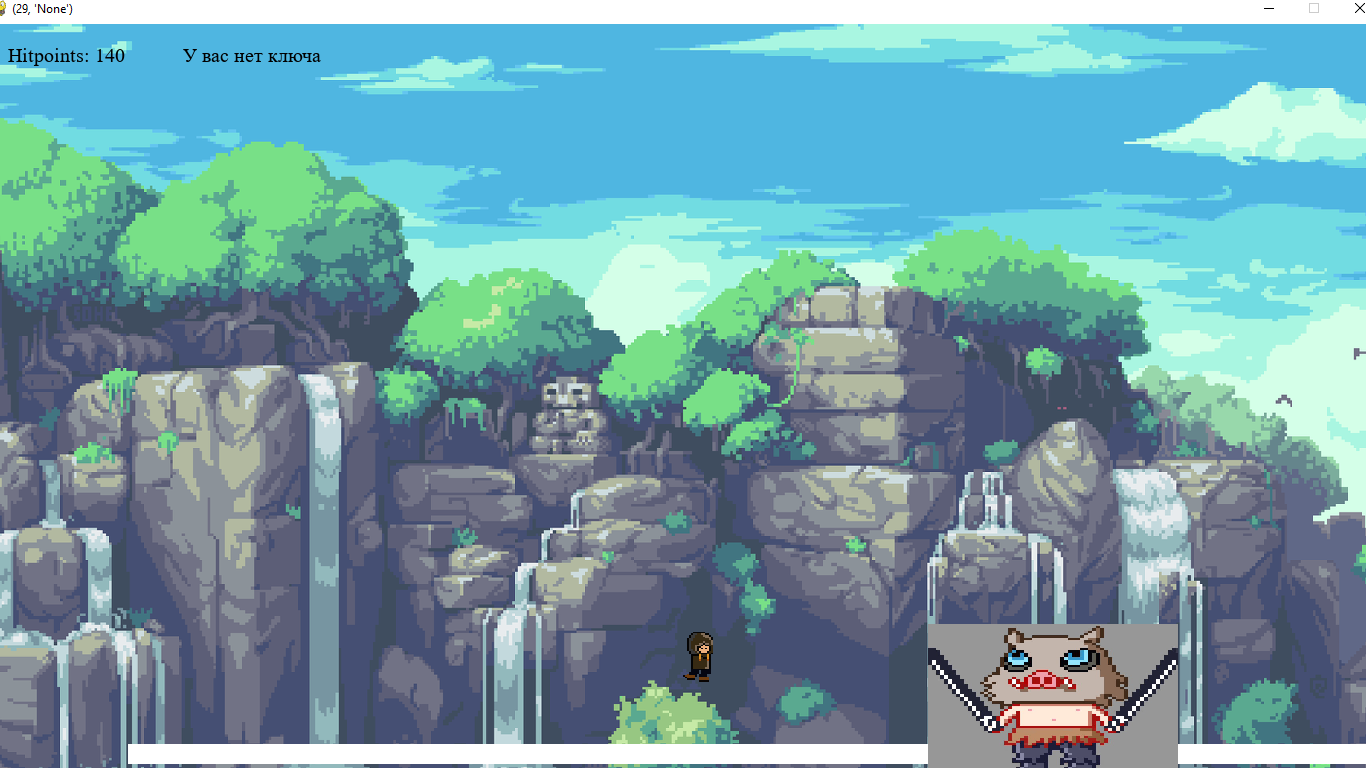 (29, 'None')
Hitpoints: 140 У вас нет ключа